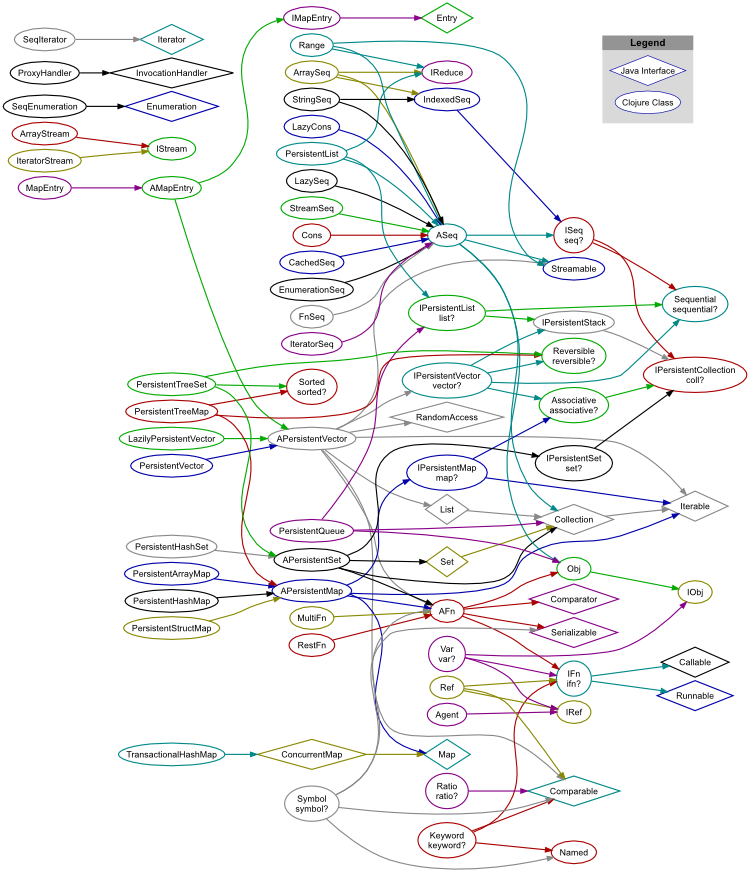 SeqIterator
Iterator
ProxyHandler
InvocationHandler
SeqEnumeration
Enumeration
ArrayStream
IteratorStream
IStream
MapEntry
AMapEntry
IMapEntry
Entry
Range
ArraySeq
IReduce
StringSeq
IndexedSeq
LazyCons
PersistentList
LazySeq
StreamSeq
Cons
ASeq
ISeq
seq?
CachedSeq
Streamable
EnumerationSeq
FnSeq
IteratorSeq
IPersistentList
list?
IPersistentStack
Sequential
sequential?
Legend
Java Interface
Clojure Class
Reversible
reversible?
IPersistentCollection
coll?
PersistentTreeSet
Sorted
sorted?
IPersistentVector
vector?
PersistentTreeMap
RandomAccess
Associative
associative?
LazilyPersistentVector
APersistentVector
PersistentVector
IPersistentMap
map?
IPersistentSet
set?
List
Collection
Iterable
PersistentQueue
PersistentHashSet
APersistentSet
Set
Obj
PersistentArrayMap
APersistentMap
IObj
PersistentHashMap
AFn
Comparator
PersistentStructMap
MultiFn
Serializable
RestFn
Var
var?
IFn
ifn?
Callable
Runnable
Ref
IRef
Agent
TransactionalHashMap
ConcurrentMap
Map
Symbol
symbol?
Ratio
ratio?
Comparable
Keyword
keyword?
Named